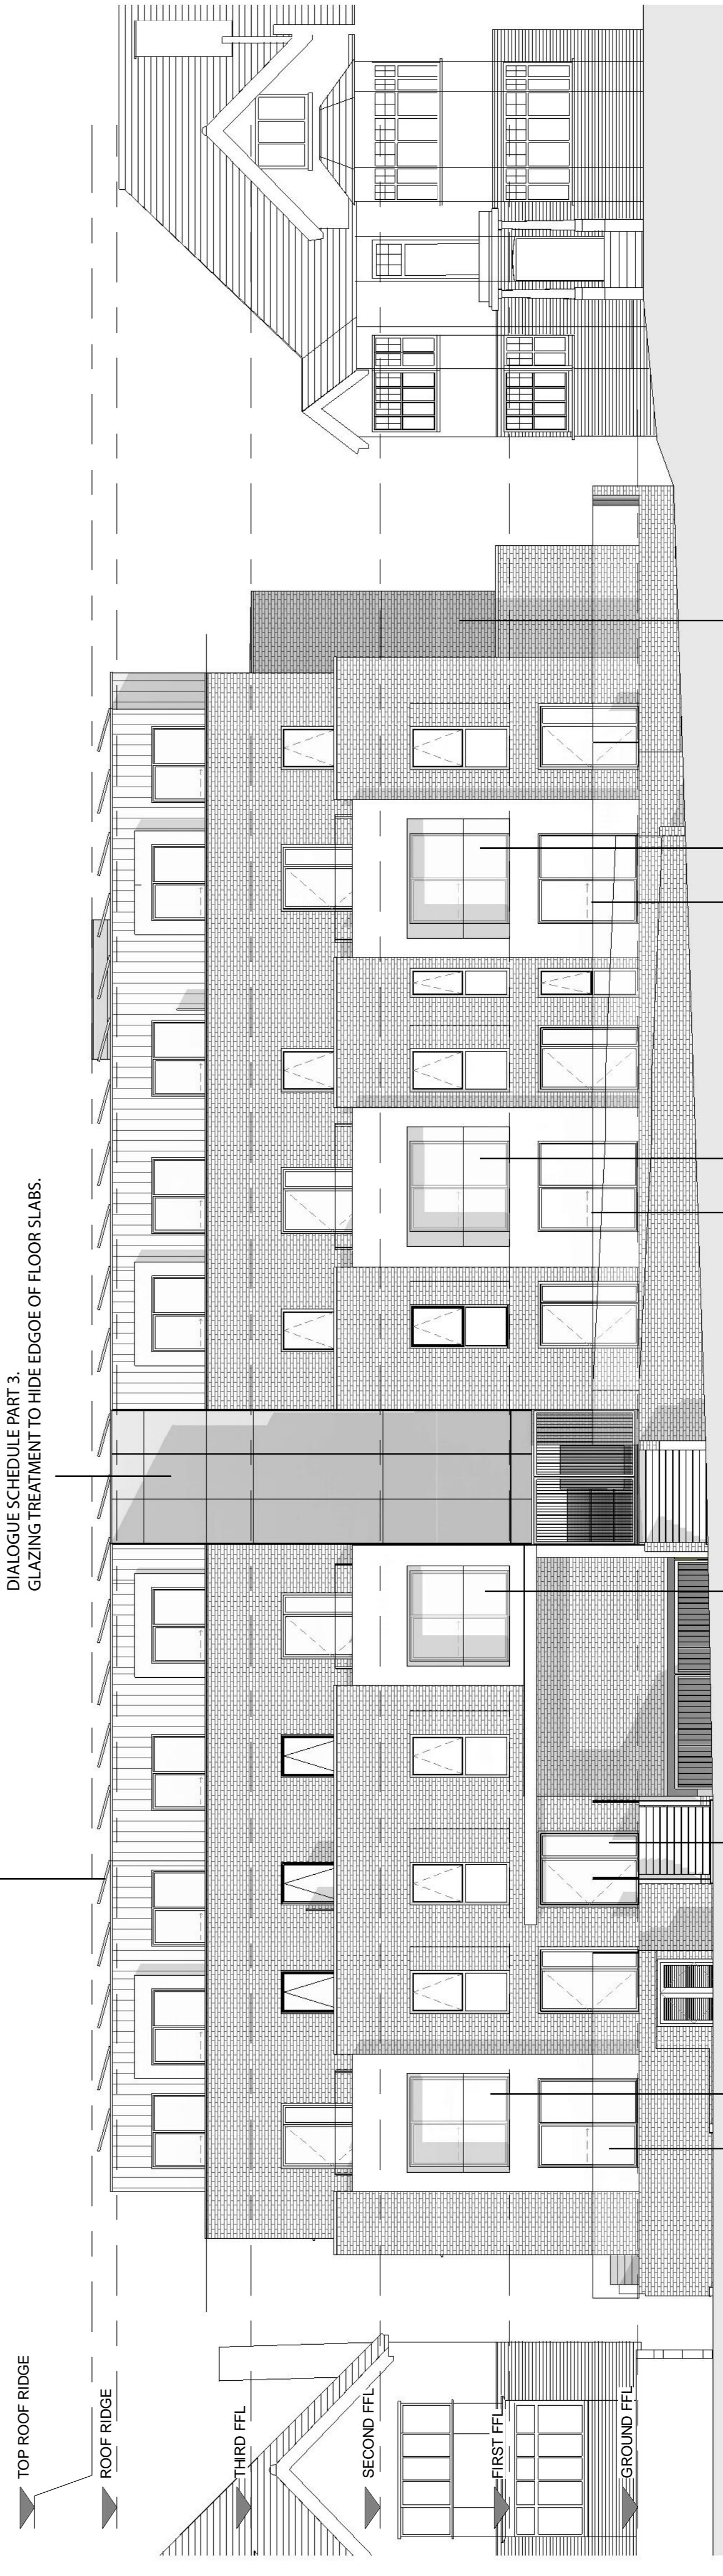 DIALOGUE SCHEDULE PART 3.
GLAZING TREATMENT TO HIDE EDGOE OF FLOOR SLABS.
TOP ROOF RIDGE
ROOF RIDGE
THIRD FFL
SECOND FFL
FIRST FFL
GROUND FFL